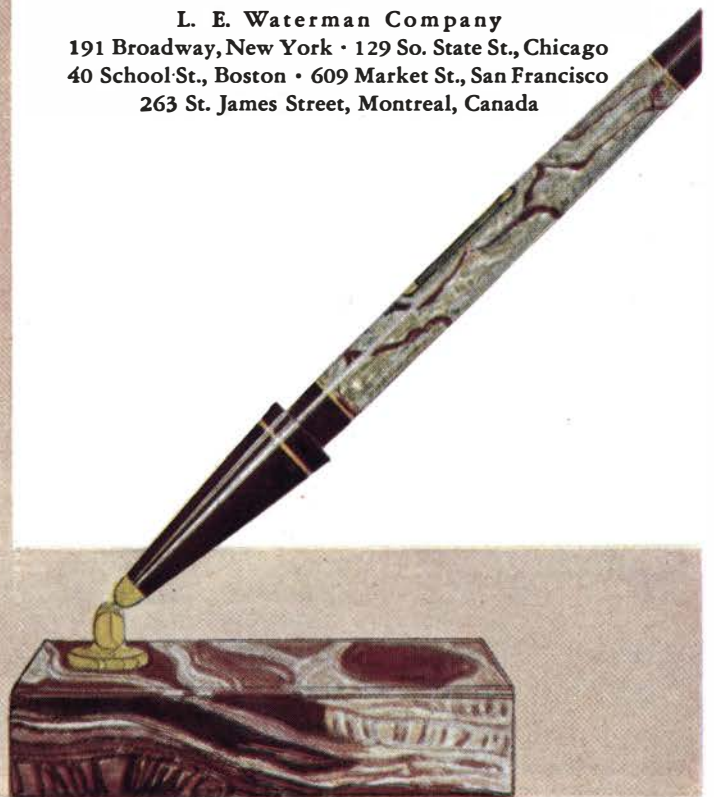 L. E. Waterman Company
191 Broadway, New York · 129 So. State St., Chicago
40 School St., Boston · 609 Market St., San Francisco
263 St. James Street, Montreal, Canada